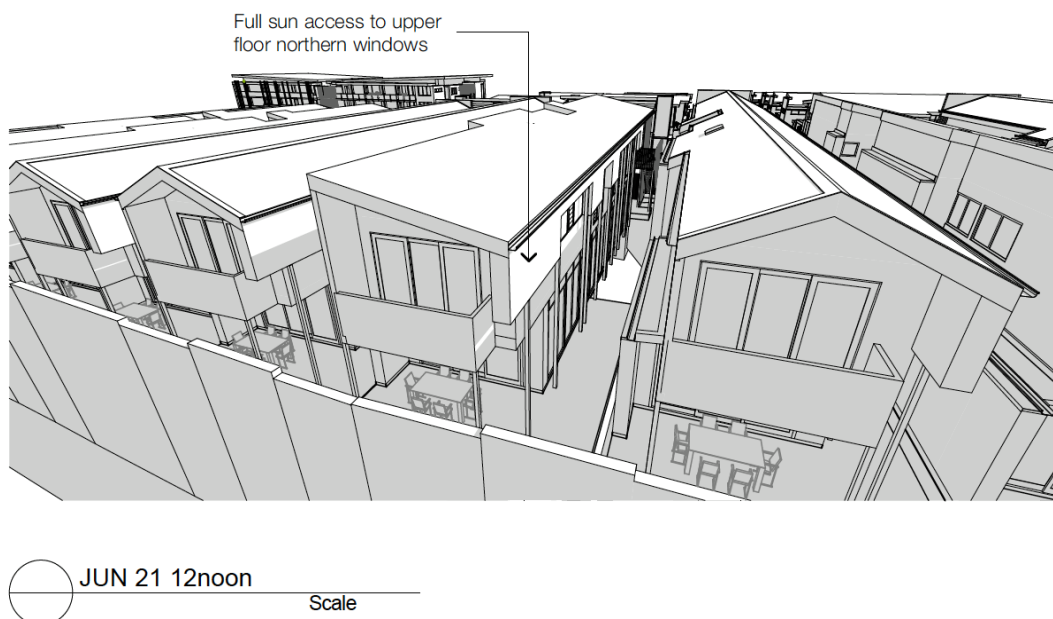 Full sun access to upper
floor northern windows
JUN 21 12noon
Scale